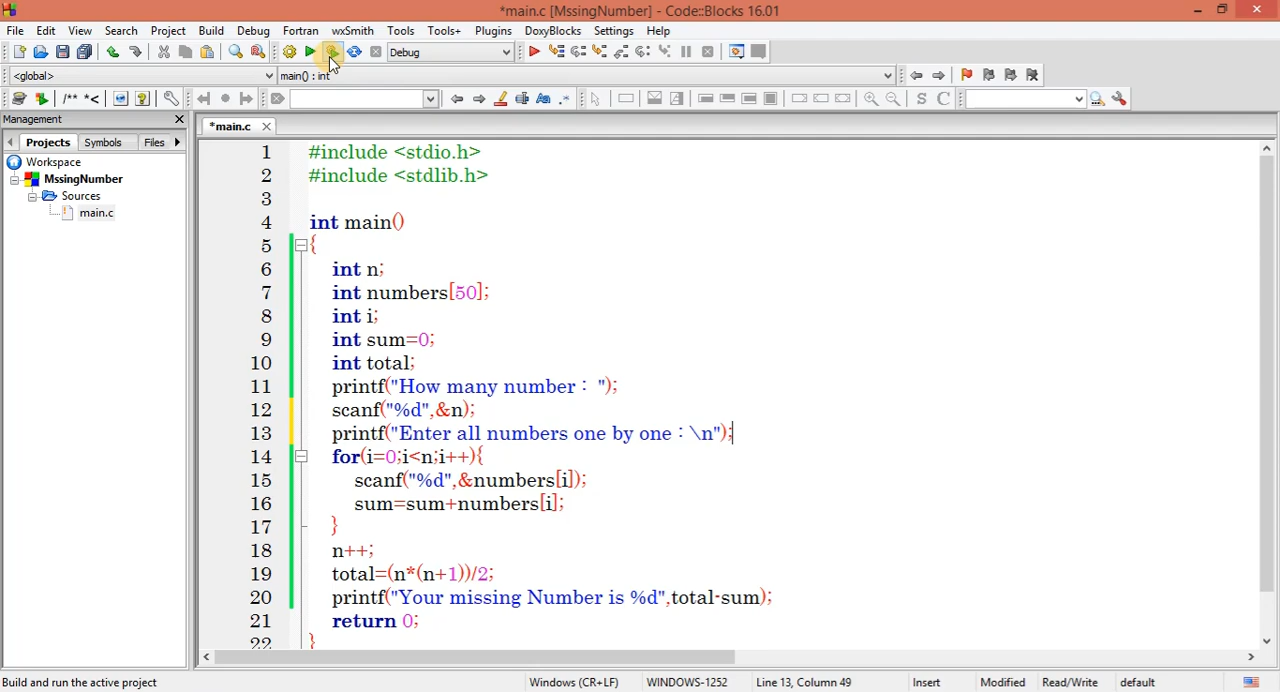 *main.c [MssingNumber] - Code::Blocks 16.01
File Edit View Search Project Build Debug Fortran wxSmith Tools Tools+ Plugins DoxyBlocks Settings Help
Debug
<global> main() : int
/** *<
S C
Management
*main.c
Projects Symbols Files
Workspace
MssingNumber
Sources
main.c
1 #include <stdio.h>
2 #include <stdlib.h>
3
4 int main()
5 {
6 int n;
7 int numbers[50];
8 int i;
9 int sum=0;
10 int total;
11 printf("How many number : ");
12 scanf("%d",&n);
13 printf("Enter all numbers one by one : \n");
14 for(i=0;i<n;i++){
15 scanf("%d",&numbers[i]);
16 sum=sum+numbers[i];
17 }
18 n++;
19 total=(n*(n+1))/2;
20 printf("Your missing Number is %d",total-sum);
21 return 0;
22 }
Build and run the active project Windows (CR+LF) WINDOWS-1252 Line 13, Column 49 Insert Modified Read/Write default